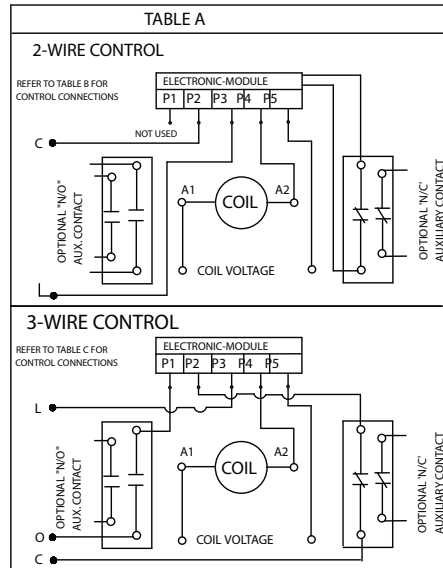 TABLE A
2-WIRE CONTROL
REFER TO TABLE B FOR
CONTROL CONNECTIONS
ELECTRONIC-MODULE
P1 P2 P3 P4 P5
NOT USED
C
OPTIONAL "N/O"
AUX. CONTACT
A1
COIL
A2
COIL VOLTAGE
OPTIONAL 'N/C'
AUXILIARY CONTACT
L
3-WIRE CONTROL
REFER TO TABLE C FOR
CONTROL CONNECTIONS
ELECTRONIC-MODULE
P1 P2 P3 P4 P5
L
OPTIONAL "N/O"
AUX. CONTACT
A1
COIL
A2
COIL VOLTAGE
OPTIONAL 'N/C'
AUXILIARY CONTACT
O
C